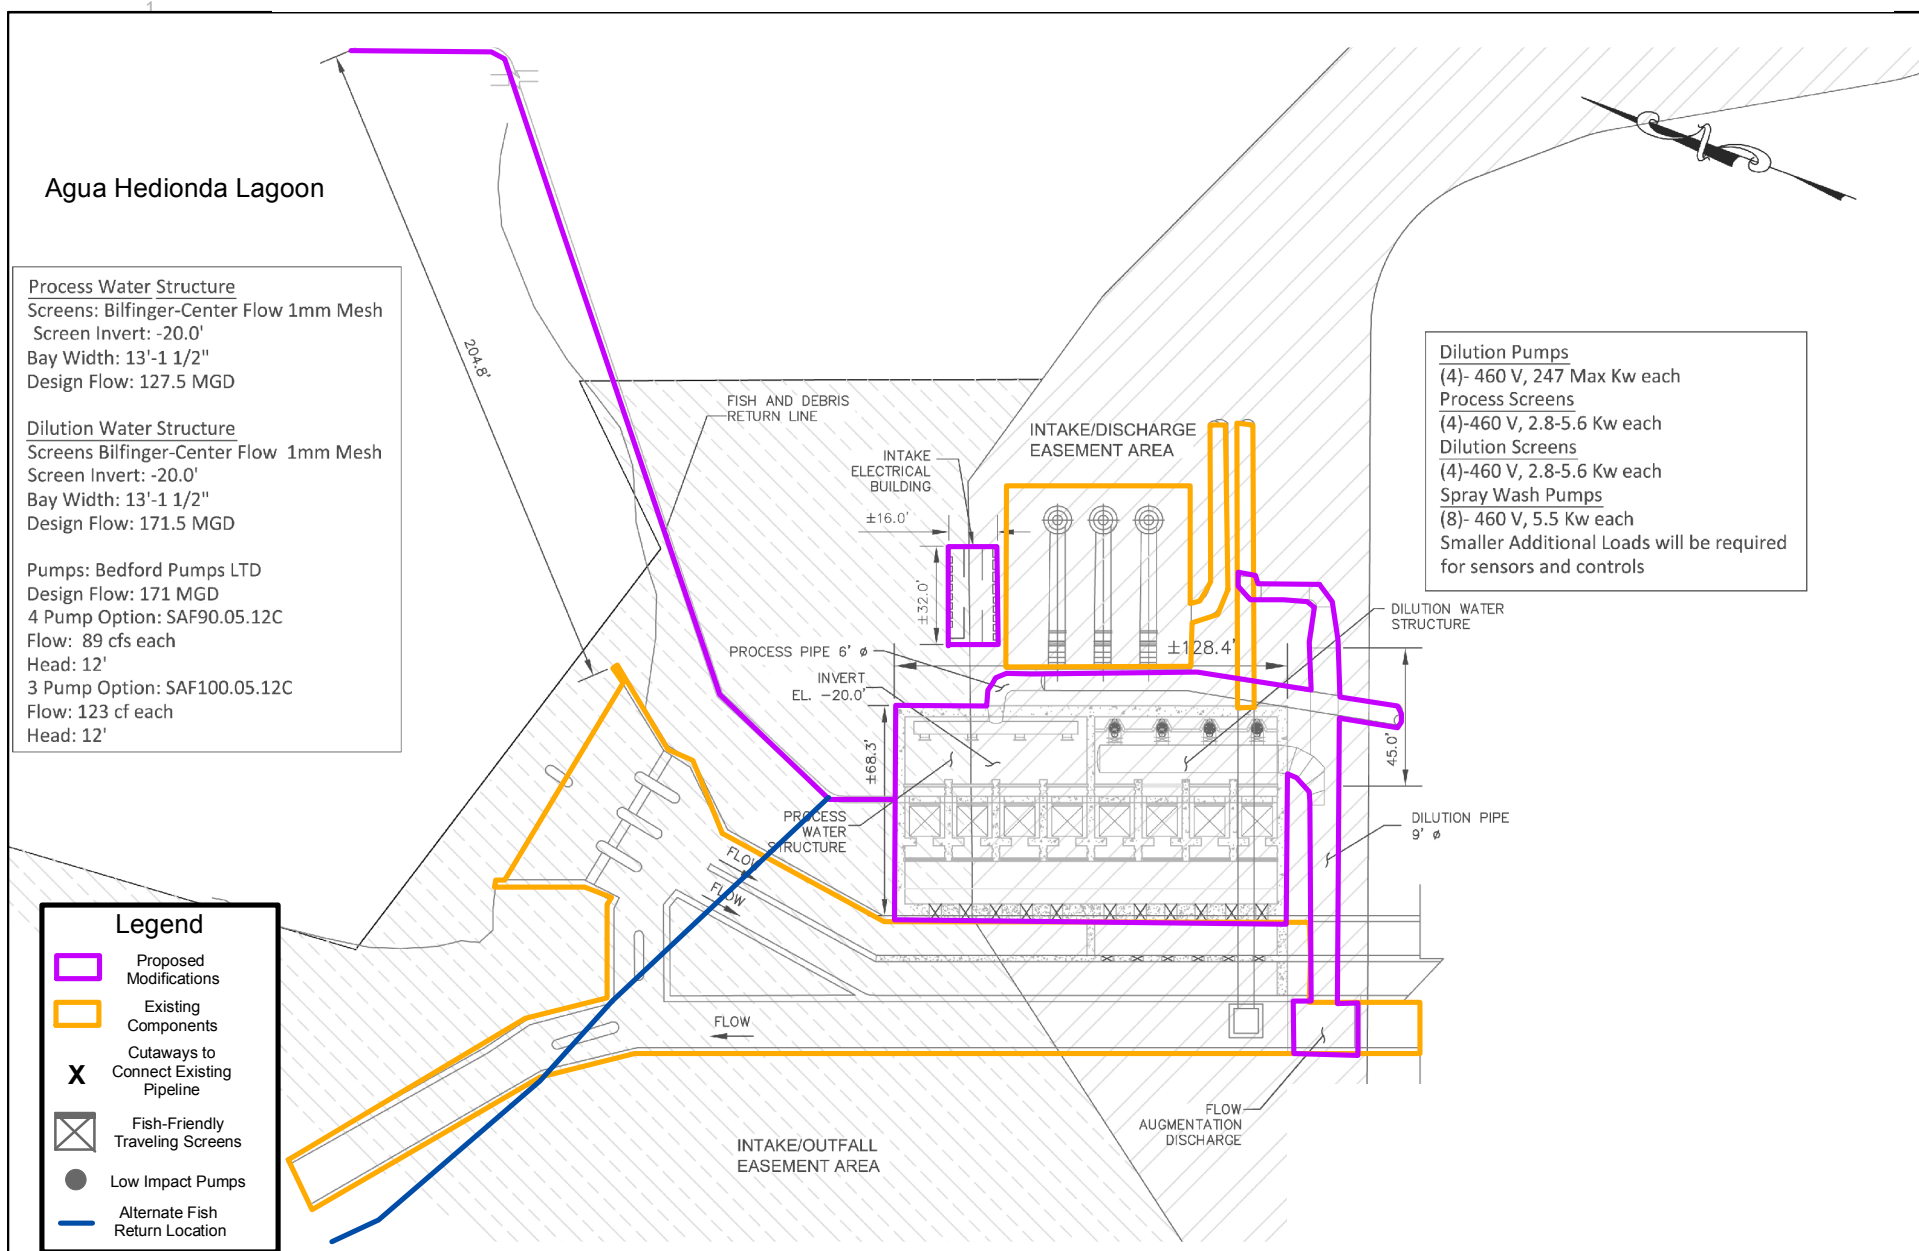 1
Agua Hedionda Lagoon
Process Water Structure
Screens: Bilfinger-Center Flow 1mm Mesh
Screen Invert: -20.0'
Bay Width: 13'-1 1/2"
Design Flow: 127.5 MGD
Dilution Water Structure
Screens Bilfinger-Center Flow 1mm Mesh
Screen Invert: -20.0'
Bay Width: 13'-1 1/2"
Design Flow: 171.5 MGD
Pumps: Bedford Pumps LTD
Design Flow: 171 MGD
4 Pump Option: SAF90.05.12C
Flow: 89 cfs each
Head: 12'
3 Pump Option: SAF100.05.12C
Flow: 123 cf each
Head: 12'
204.8'
FISH AND DEBRIS
RETURN LINE
INTAKE
ELECTRICAL
BUILDING
±16.0'
±32.0'
INTAKE/DISCHARGE
EASEMENT AREA
Dilution Pumps
(4)- 460 V, 247 Max Kw each
Process Screens
(4)-460 V, 2.8-5.6 Kw each
Dilution Screens
(4)-460 V, 2.8-5.6 Kw each
Spray Wash Pumps
(8)- 460 V, 5.5 Kw each
Smaller Additional Loads will be required
for sensors and controls
DILUTION WATER
STRUCTURE
PROCESS PIPE 6' ø
±128.4'
INVERT
EL. -20.0'
±68.3'
45.0'
PROCESS
WATER
STRUCTURE
DILUTION PIPE
9' ø
FLOW
FLOW
FLOW
FLOW
AUGMENTATION
DISCHARGE
INTAKE/OUTFALL
EASEMENT AREA
Legend
Proposed
Modifications
Existing
Components
X
Cutaways to
Connect Existing
Pipeline
Fish-Friendly
Traveling Screens
Low Impact Pumps
Alternate Fish
Return Location